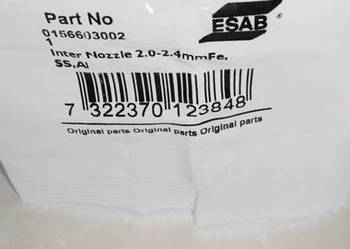 Part No
0156603002
1
ESAB
Inter Nozzle 2.0-2.4mmFe,
SS,Al
7 322370 123848
Original parts Original parts Original parts